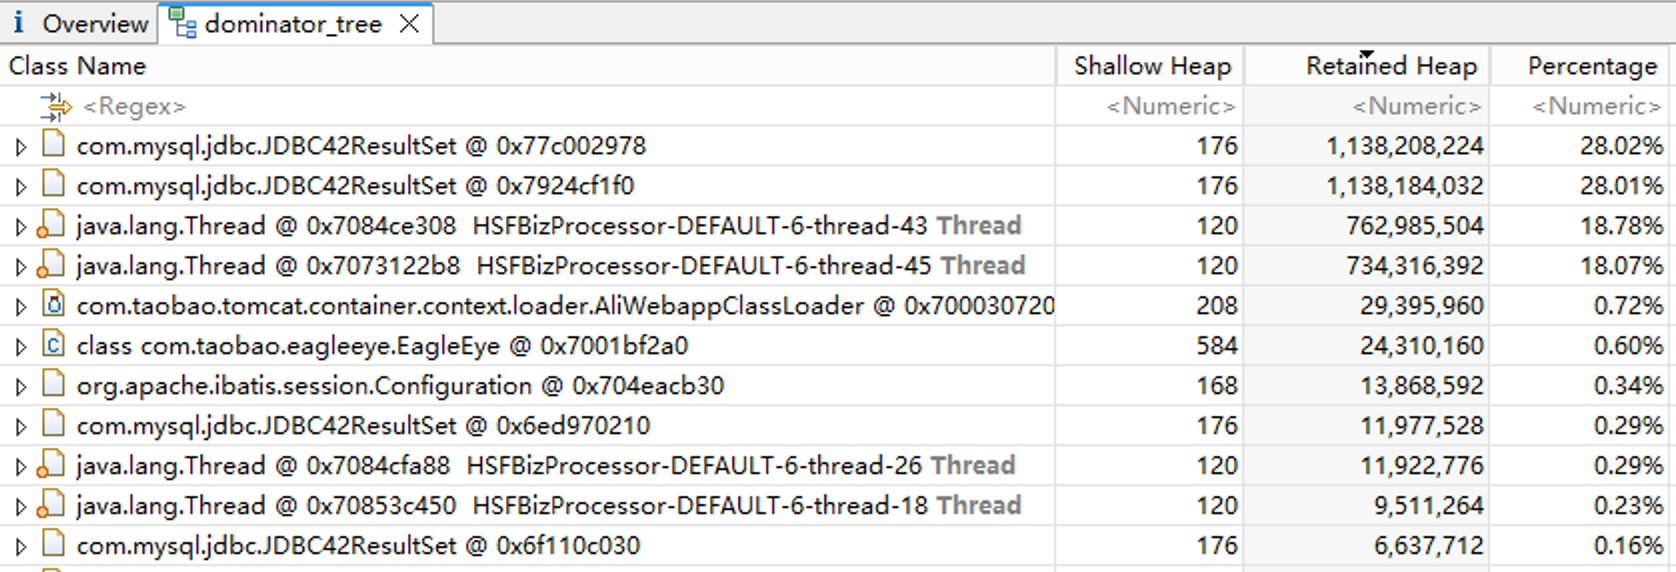 Overview dominator_tree
Class Name Shallow Heap Retained Heap Percentage
<Regex> <Numeric> <Numeric> <Numeric>
com.mysql.jdbc.JDBC42ResultSet @ 0x77c002978 176 1,138,208,224 28.02%
com.mysql.jdbc.JDBC42ResultSet @ 0x7924cf1f0 176 1,138,184,032 28.01%
java.lang.Thread @ 0x7084ce308 HSFBizProcessor-DEFAULT-6-thread-43 Thread 120 762,985,504 18.78%
java.lang.Thread @ 0x7073122b8 HSFBizProcessor-DEFAULT-6-thread-45 Thread 120 734,316,392 18.07%
com.taobao.tomcat.container.context.loader.AliWebappClassLoader @ 0x700030720 208 29,395,960 0.72%
class com.taobao.eagleeye.EagleEye @ 0x7001bf2a0 584 24,310,160 0.60%
org.apache.ibatis.session.Configuration @ 0x704eacb30 168 13,868,592 0.34%
com.mysql.jdbc.JDBC42ResultSet @ 0x6ed970210 176 11,977,528 0.29%
java.lang.Thread @ 0x7084cfa88 HSFBizProcessor-DEFAULT-6-thread-26 Thread 120 11,922,776 0.29%
java.lang.Thread @ 0x70853c450 HSFBizProcessor-DEFAULT-6-thread-18 Thread 120 9,511,264 0.23%
com.mysql.jdbc.JDBC42ResultSet @ 0x6f110c030 176 6,637,712 0.16%